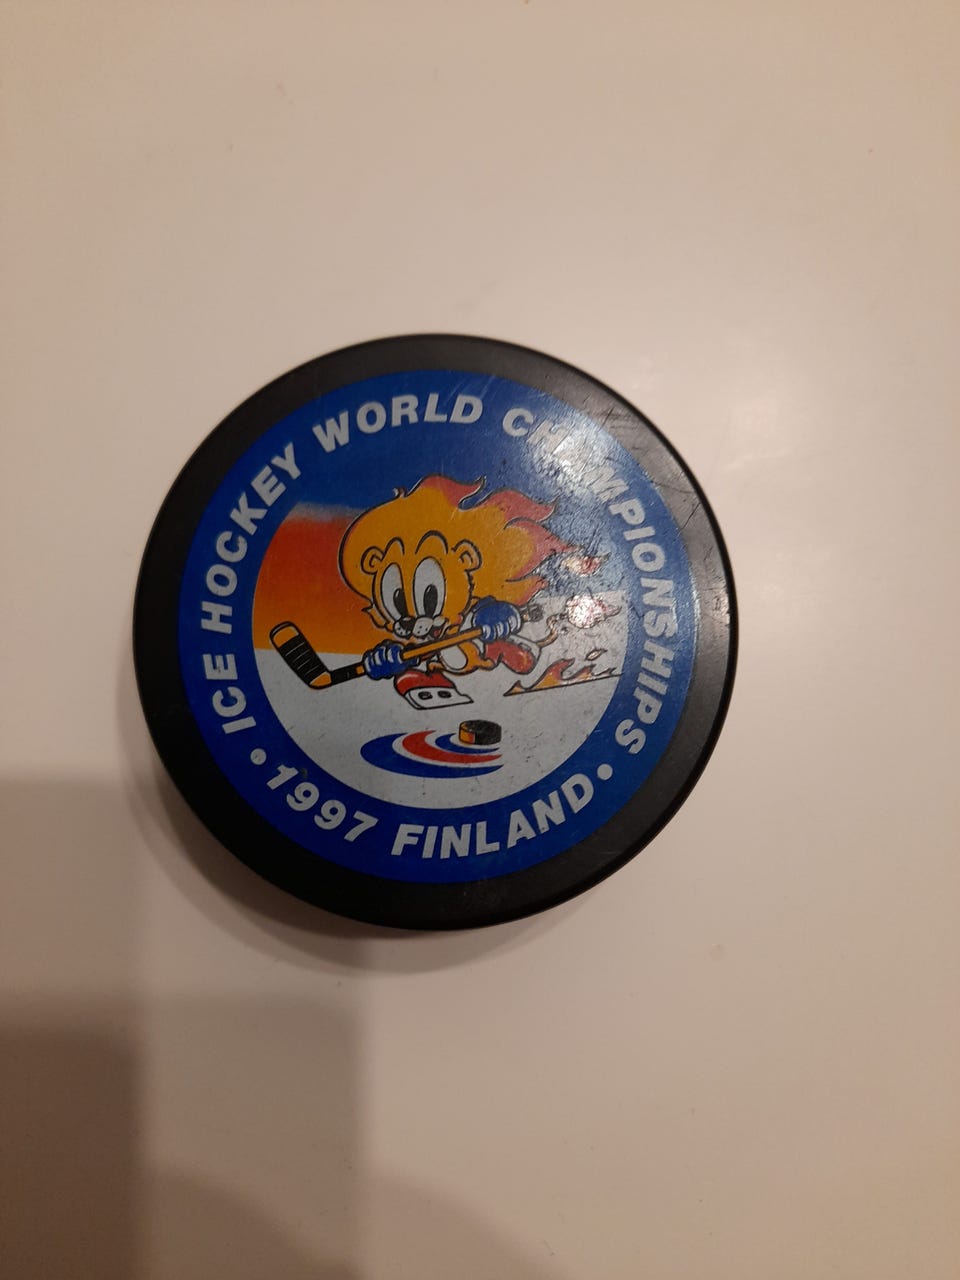 ICE HOCKEY WORLD CHAMPIONSHIPS
• 1997 FINLAND •